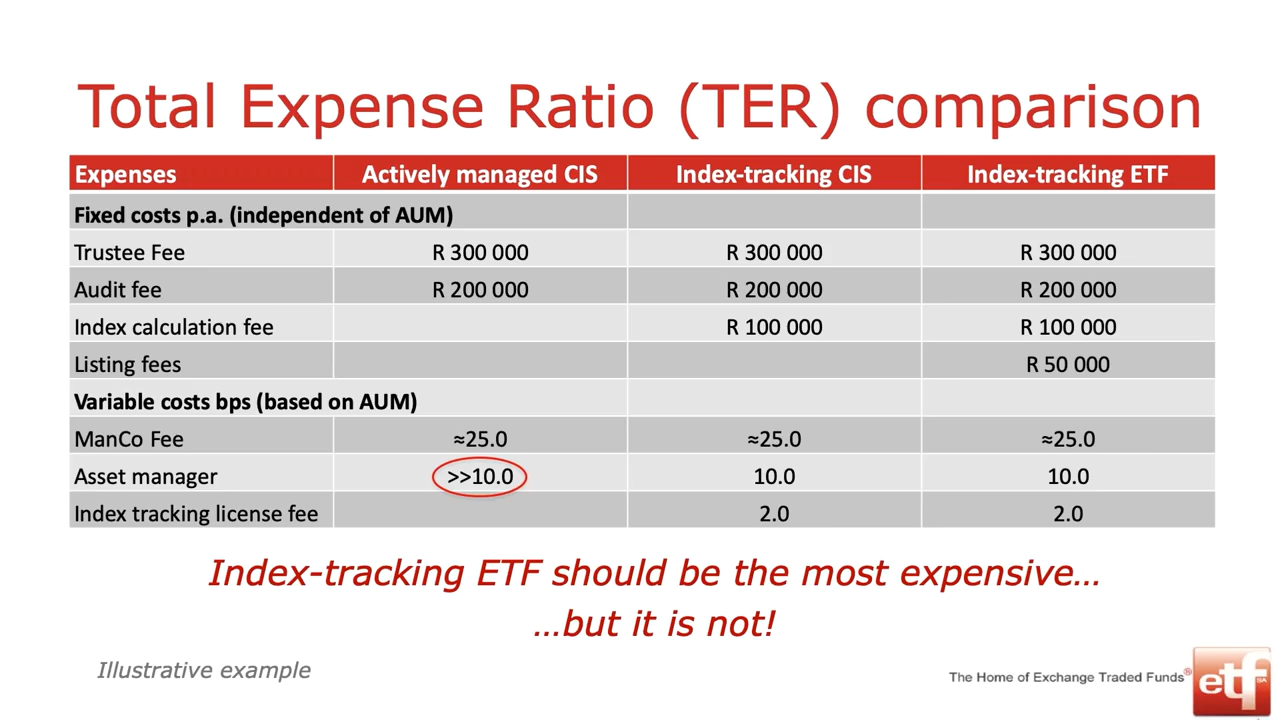 Total Expense Ratio (TER) comparison
Expenses Actively managed CIS Index-tracking CIS Index-tracking ETF
Fixed costs p.a. (independent of AUM)
Trustee Fee R 300 000 R 300 000 R 300 000
Audit fee R 200 000 R 200 000 R 200 000
Index calculation fee R 100 000 R 100 000
Listing fees R 50 000
Variable costs bps (based on AUM)
ManCo Fee ≈25.0 ≈25.0 ≈25.0
Asset manager >>10.0 10.0 10.0
Index tracking license fee 2.0 2.0
Index-tracking ETF should be the most expensive…
…but it is not!
Illustrative example
The Home of Exchange Traded Funds®
etf SA